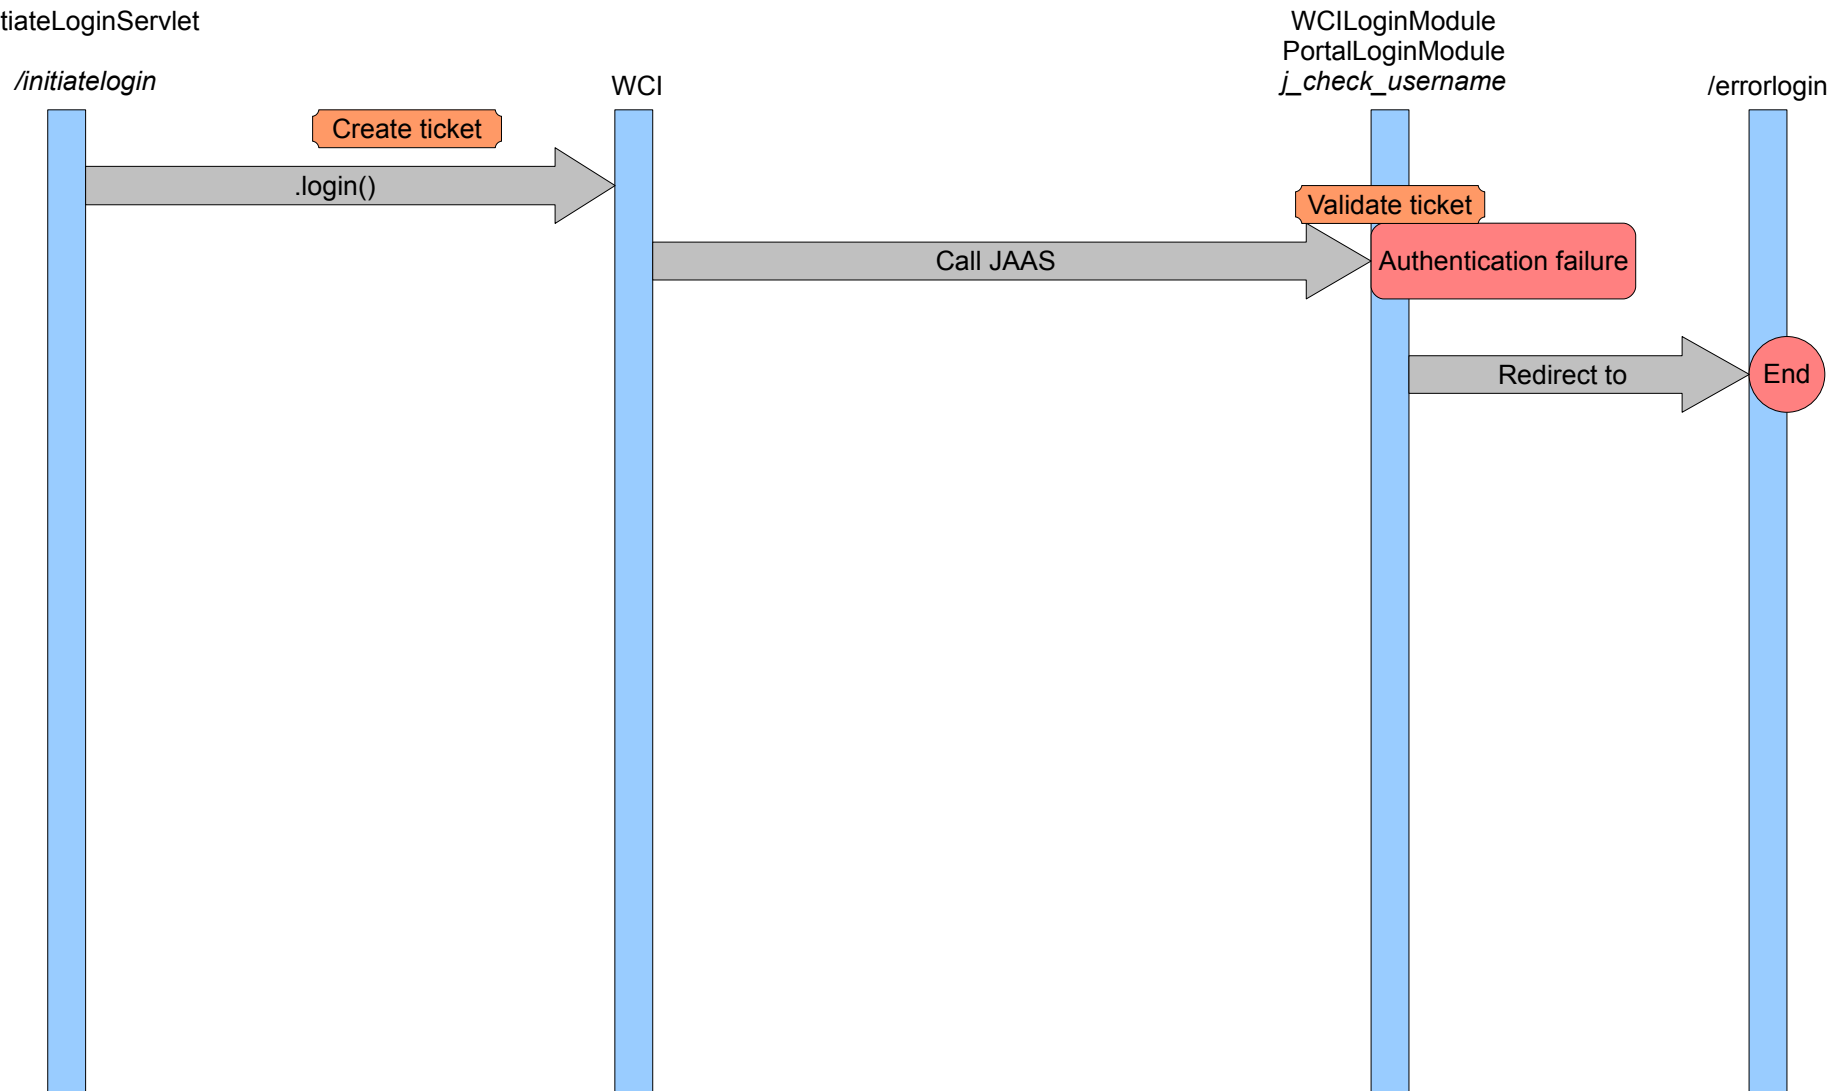 tiateLoginServlet
/initiatelogin
WCI
WCILoginModule
PortalLoginModule
j_check_username
/errorlogin
Create ticket
.login()
Validate ticket
Call JAAS
Authentication failure
Redirect to
End